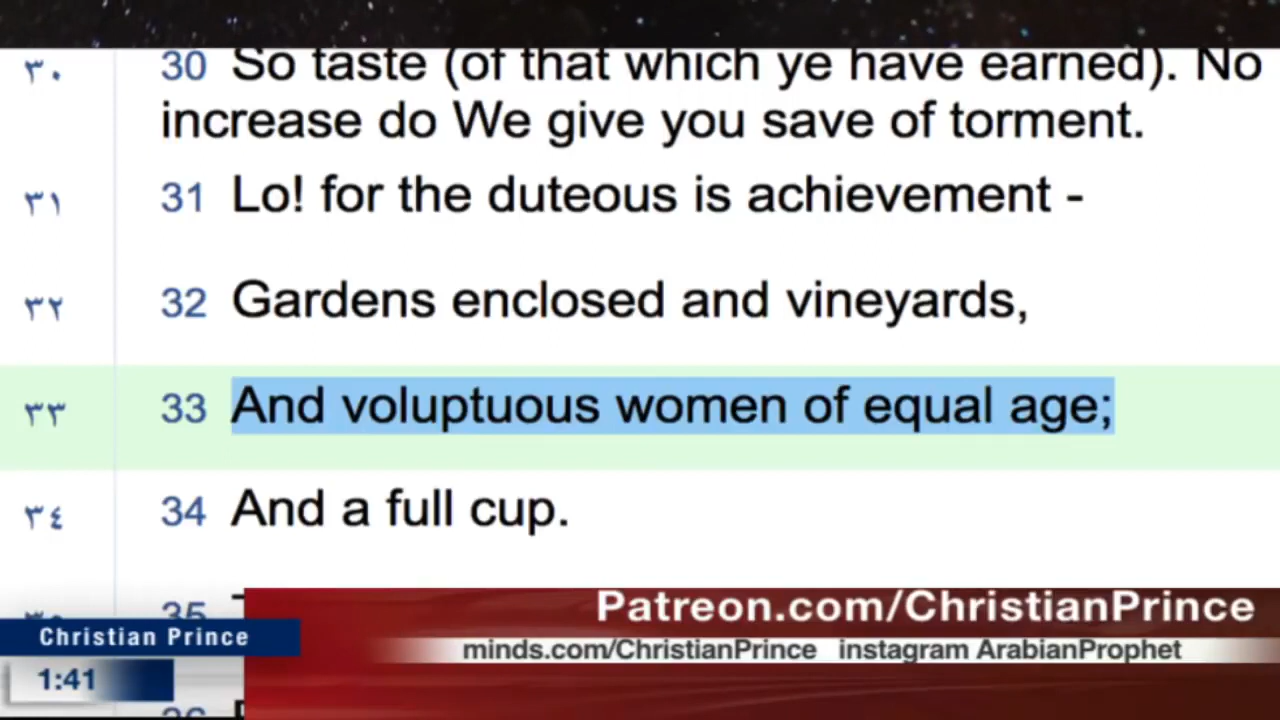 ٣٠ 30 So taste (of that which ye have earned). No
increase do We give you save of torment.
٣١ 31 Lo! for the duteous is achievement -
٣٢ 32 Gardens enclosed and vineyards,
٣٣ 33 And voluptuous women of equal age;
٣٤ 34 And a full cup.
35
Patreon.com/ChristianPrince
Christian Prince
minds.com/ChristianPrince instagram ArabianProphet
1:41